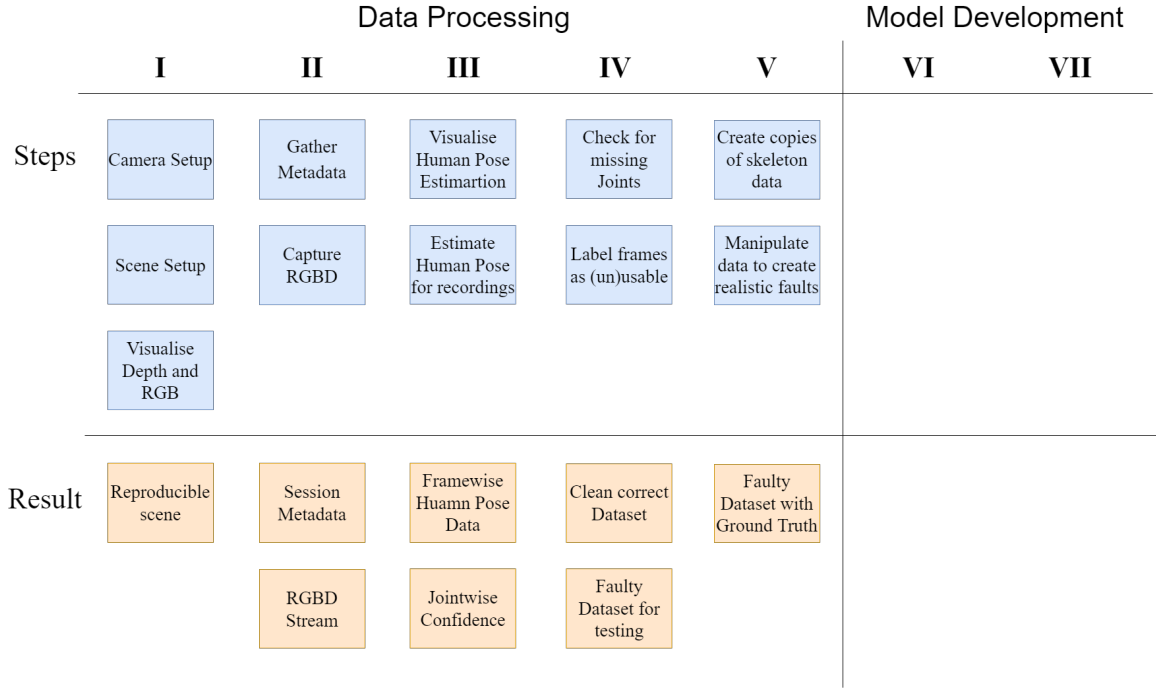 Data Processing
Model Development
I
II
III
IV
V
VI
VII
Steps
Camera Setup
Gather
Metadata
Visualise
Human Pose
Estimartion
Check for
missing
Joints
Create copies
of skeleton
data
Scene Setup
Capture
RGBD
Estimate
Human Pose
for recordings
Label frames
as (un)usable
Manipulate
data to create
realistic faults
Visualise
Depth and
RGB
Result
Reproducible
scene
Session
Metadata
Framewise
Huamn Pose
Data
Clean correct
Dataset
Faulty
Dataset with
Ground Truth
RGBD
Stream
Jointwise
Confidence
Faulty
Dataset for
testing